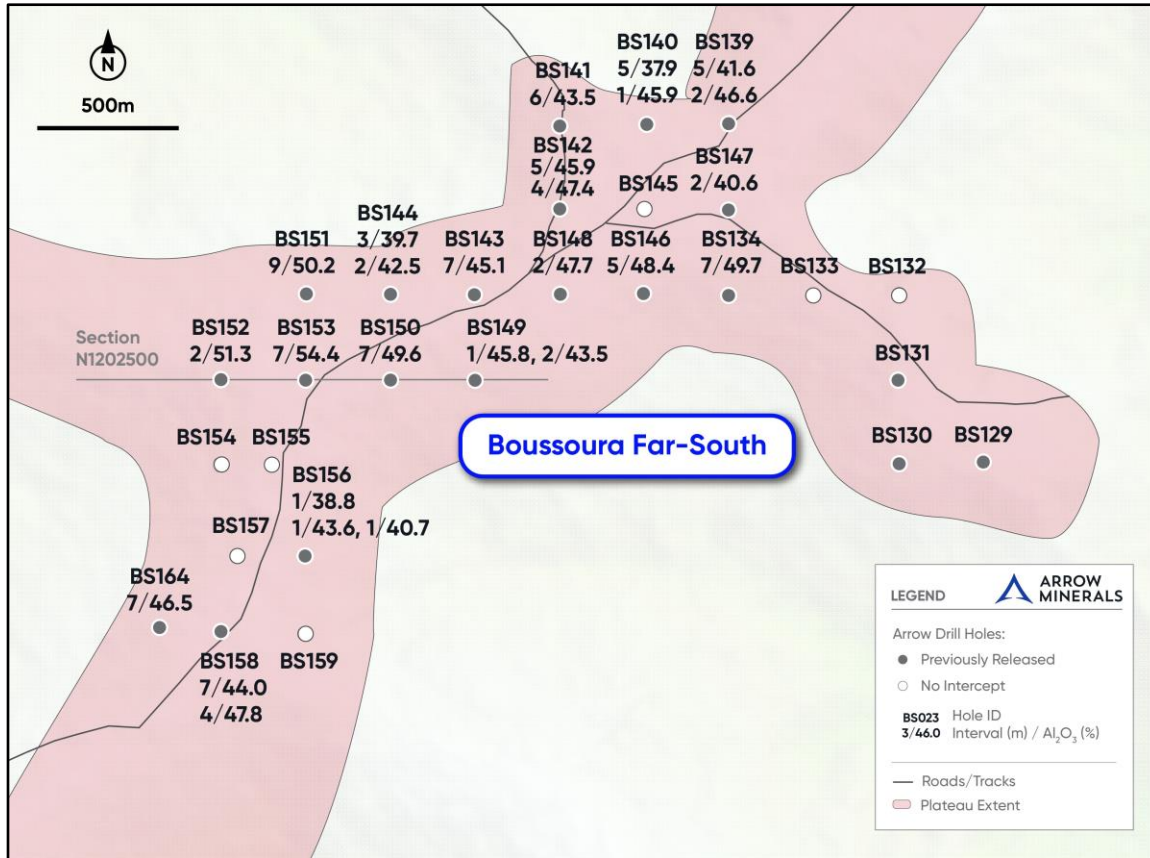 N
500m
BS140
5/37.9
1/45.9
BS139
5/41.6
2/46.6
BS141
6/43.5
BS142
5/45.9
4/47.4
BS145
BS147
2/40.6
BS151
9/50.2
BS144
3/39.7
2/42.5
BS143
7/45.1
BS148
2/47.7
BS146
5/48.4
BS134
7/49.7
BS133
BS132
Section
N1202500
BS152
2/51.3
BS153
7/54.4
BS150
7/49.6
BS149
1/45.8, 2/43.5
BS131
BS130
BS129
Boussoura Far-South
BS154
BS155
BS156
1/38.8
1/43.6, 1/40.7
BS157
BS164
7/46.5
BS158
7/44.0
4/47.8
BS159
LEGEND
ARROW
MINERALS
Arrow Drill Holes:
Previously Released
No Intercept
BS023
3/46.0
Hole ID
Interval (m) / Al₂O₃ (%)
Roads/Tracks
Plateau Extent